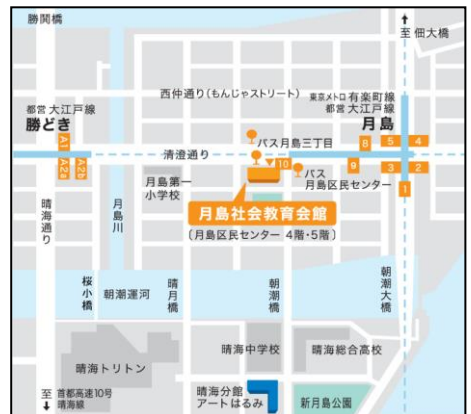 勝鬨橋
至
佃大橋
西仲通り(もんじゃストリート)
東京メトロ 有楽町線
都営 大江戸線
月島
都営 大江戸線
勝どき
バス月島三丁目
8
5
4
A1
A2a
A2b
清澄通り
10
9
3
2
1
バス
月島区民センター
月島第一
小学校
月島社会教育会館
(月島区民センター 4階・5階)
晴海通り
月島川
桜小橋
朝潮運河
晴月橋
朝潮橋
朝潮大橋
晴海中学校
晴海総合高校
晴海トリトン
至
首都高速10号
晴海線
晴海分館
アートはるみ
新月島公園